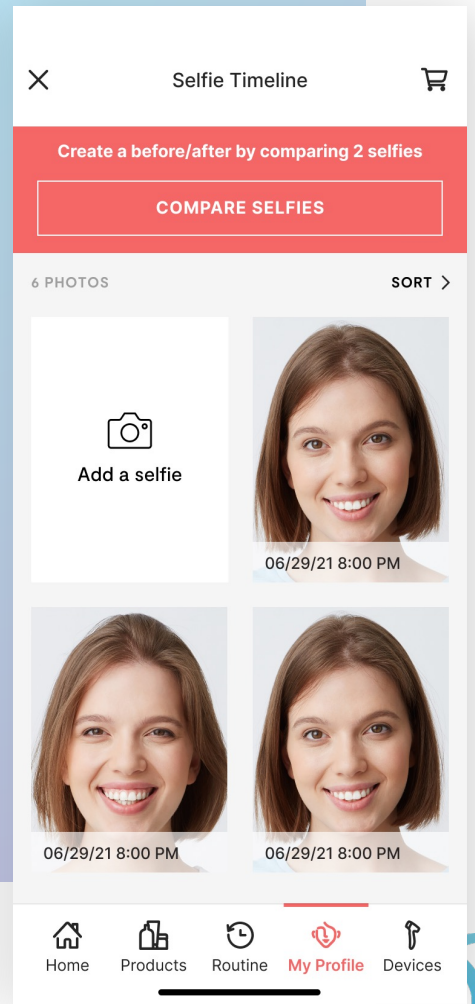 Selfie Timeline
Create a before/after by comparing 2 selfies
COMPARE SELFIES
6 PHOTOS
SORT
Add a selfie
06/29/21 8:00 PM
06/29/21 8:00 PM
06/29/21 8:00 PM
Home
Products
Routine
My Profile
Devices